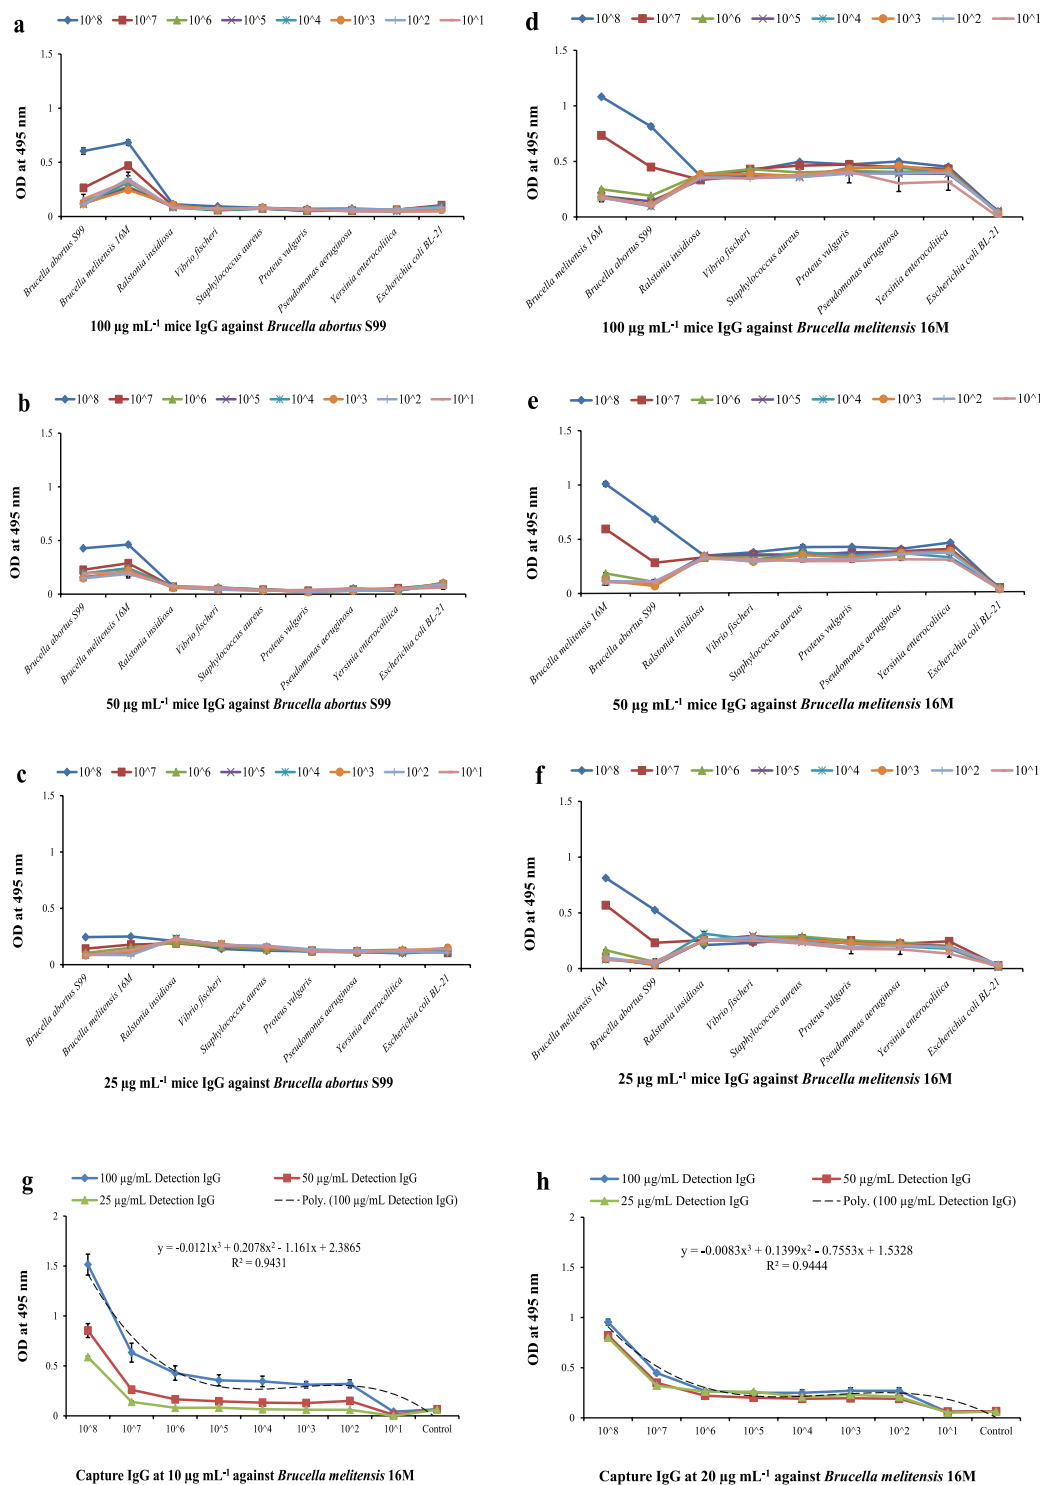 a
10^8 10^7 10^6 10^5 10^4 10^3 10^2 10^1
1.5
1
0.5
0
OD at 495 nm
Brucella abortus S99
Brucella melitensis 16M
Ralstonia insidiosa
Vibrio fischeri
Staphylococcus aureus
Proteus vulgaris
Pseudomonas aeruginosa
Yersinia enterocolitica
Escherichia coli BL-21
100 µg mL⁻¹ mice IgG against Brucella abortus S99
d
10^8 10^7 10^6 10^5 10^4 10^3 10^2 10^1
1.5
1
0.5
0
OD at 495 nm
Brucella melitensis 16M
Brucella abortus S99
Ralstonia insidiosa
Vibrio fischeri
Staphylococcus aureus
Proteus vulgaris
Pseudomonas aeruginosa
Yersinia enterocolitica
Escherichia coli BL-21
100 µg mL⁻¹ mice IgG against Brucella melitensis 16M
b
10^8 10^7 10^6 10^5 10^4 10^3 10^2 10^1
1.5
1
0.5
0
OD at 495 nm
Brucella abortus S99
Brucella melitensis 16M
Ralstonia insidiosa
Vibrio fischeri
Staphylococcus aureus
Proteus vulgaris
Pseudomonas aeruginosa
Yersinia enterocolitica
Escherichia coli BL-21
50 µg mL⁻¹ mice IgG against Brucella abortus S99
e
10^8 10^7 10^6 10^5 10^4 10^3 10^2 10^1
1.5
1
0.5
0
OD at 495 nm
Brucella melitensis 16M
Brucella abortus S99
Ralstonia insidiosa
Vibrio fischeri
Staphylococcus aureus
Proteus vulgaris
Pseudomonas aeruginosa
Yersinia enterocolitica
Escherichia coli BL-21
50 µg mL⁻¹ mice IgG against Brucella melitensis 16M
c
10^8 10^7 10^6 10^5 10^4 10^3 10^2 10^1
1.5
1
0.5
0
OD at 495 nm
Brucella abortus S99
Brucella melitensis 16M
Ralstonia insidiosa
Vibrio fischeri
Staphylococcus aureus
Proteus vulgaris
Pseudomonas aeruginosa
Yersinia enterocolitica
Escherichia coli BL-21
25 µg mL⁻¹ mice IgG against Brucella abortus S99
f
10^8 10^7 10^6 10^5 10^4 10^3 10^2 10^1
1.5
1
0.5
0
OD at 495 nm
Brucella melitensis 16M
Brucella abortus S99
Ralstonia insidiosa
Vibrio fischeri
Staphylococcus aureus
Proteus vulgaris
Pseudomonas aeruginosa
Yersinia enterocolitica
Escherichia coli BL-21
25 µg mL⁻¹ mice IgG against Brucella melitensis 16M
g
100 µg/mL Detection IgG 50 µg/mL Detection IgG
25 µg/mL Detection IgG Poly. (100 µg/mL Detection IgG)
2
1.5
1
0.5
0
OD at 495 nm
y = -0.0121x³ + 0.2078x² - 1.161x + 2.3865
R² = 0.9431
10^8 10^7 10^6 10^5 10^4 10^3 10^2 10^1 Control
Capture IgG at 10 µg mL⁻¹ against Brucella melitensis 16M
h
100 µg/mL Detection IgG 50 µg/mL Detection IgG
25 µg/mL Detection IgG Poly. (100 µg/mL Detection IgG)
2
1.5
1
0.5
0
OD at 495 nm
y = -0.0083x³ + 0.1399x² - 0.7553x + 1.5328
R² = 0.9444
10^8 10^7 10^6 10^5 10^4 10^3 10^2 10^1 Control
Capture IgG at 20 µg mL⁻¹ against Brucella melitensis 16M